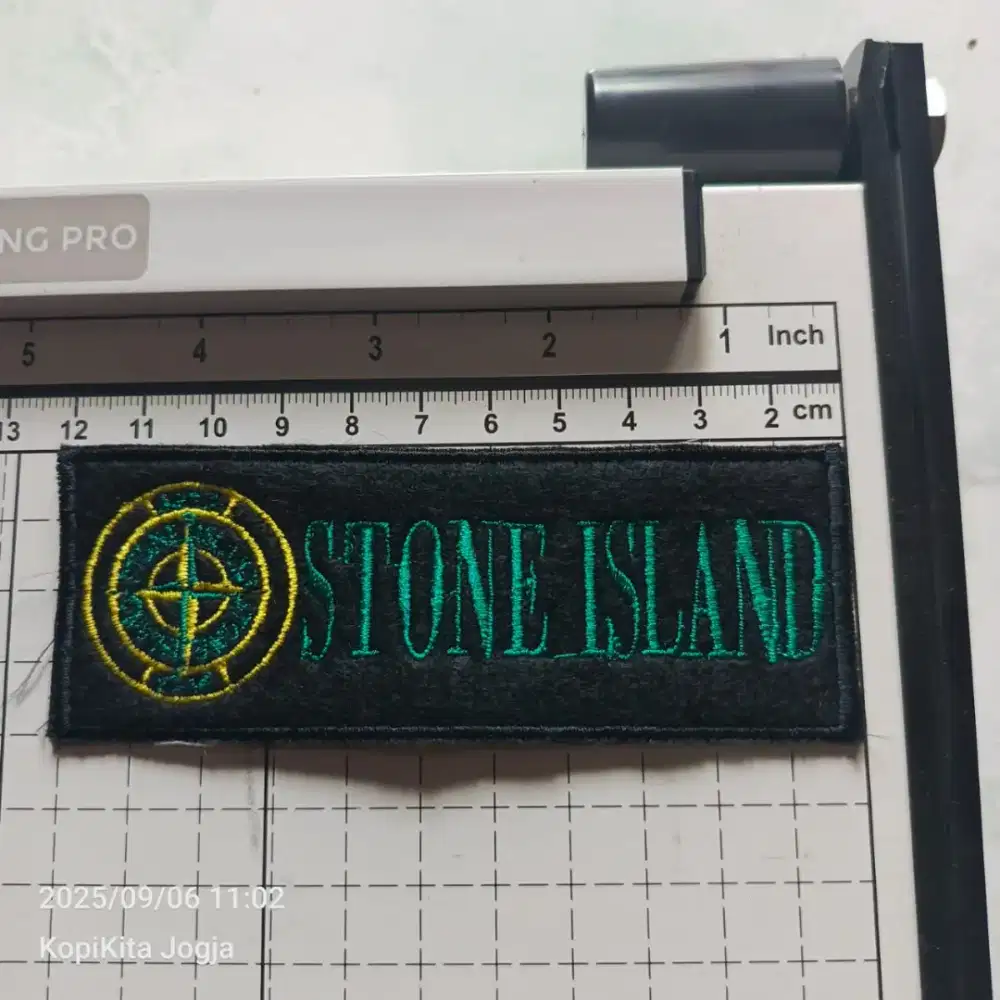 NG PRO
5 4 3 2 1 Inch
13 12 11 10 9 8 7 6 5 4 3 2 cm
STONE ISLAND
2025/09/06 11:02
KopiKita Jogja